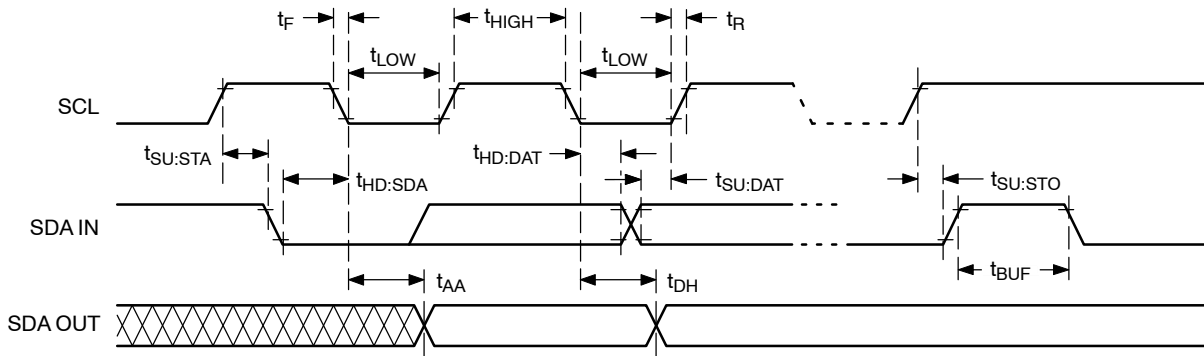 tF
tHIGH
tR
tLOW
tLOW
SCL
tSU:STA
tHD:DAT
tHD:SDA
tSU:DAT
tSU:STO
SDA IN
tBUF
tAA
tDH
SDA OUT